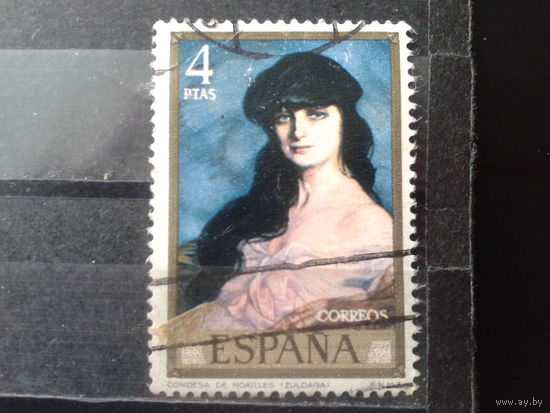 4
PTAS
CORREOS
ESPAÑA
CONDESA DE NOAILLES (ZULOAGA)
www.ay.by